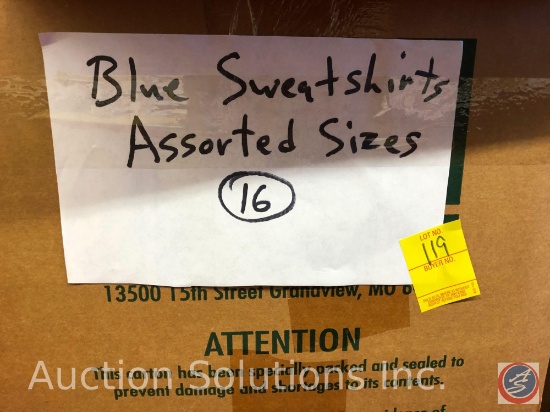 Blue Sweatshirts
Assorted Sizes
16
LOT NO.
119
BUYER NO.
13500 15th Street Grandview, MO
ATTENTION
This carton has been specially packed and sealed to
prevent damage and shortages to its contents.
Auction Solutions Inc.